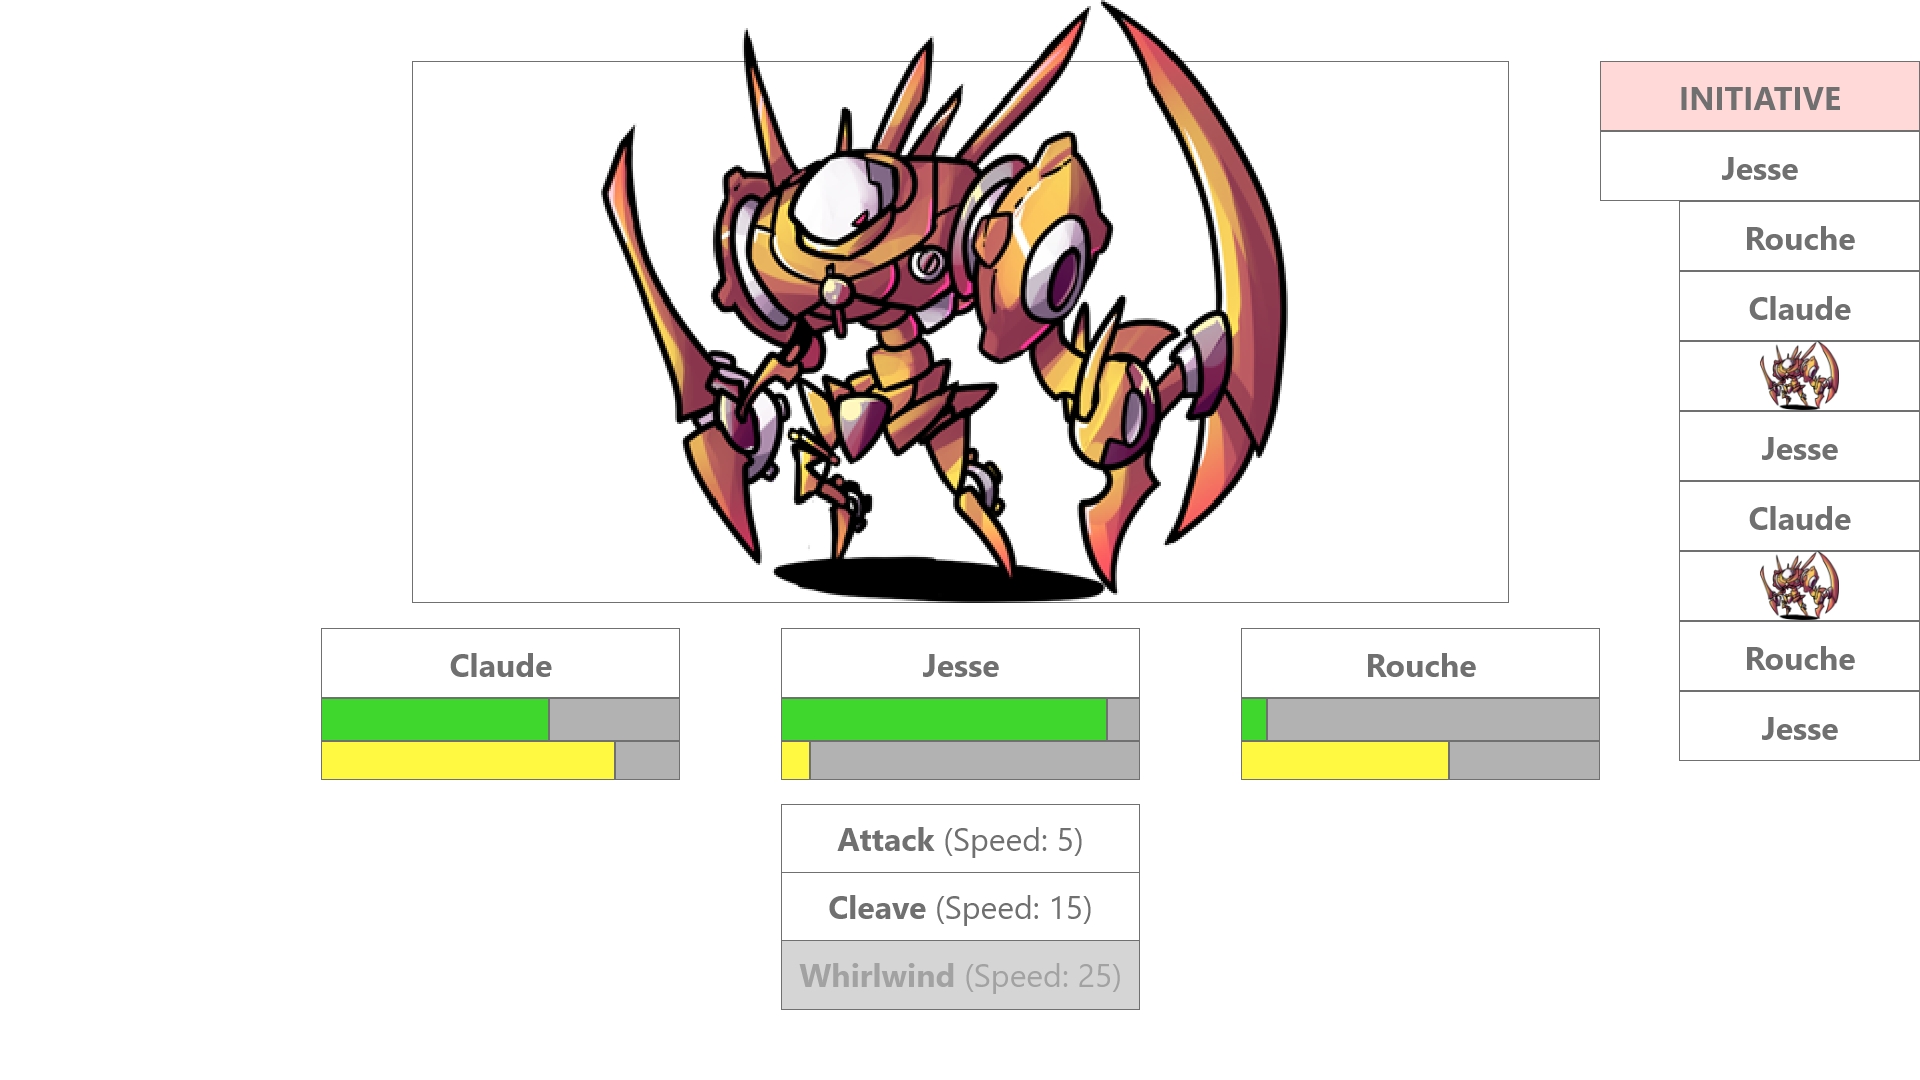 INITIATIVE
Jesse
Rouche
Claude
Jesse
Claude
Rouche
Jesse
Claude
Jesse
Rouche
Attack (Speed: 5)
Cleave (Speed: 15)
Whirlwind (Speed: 25)